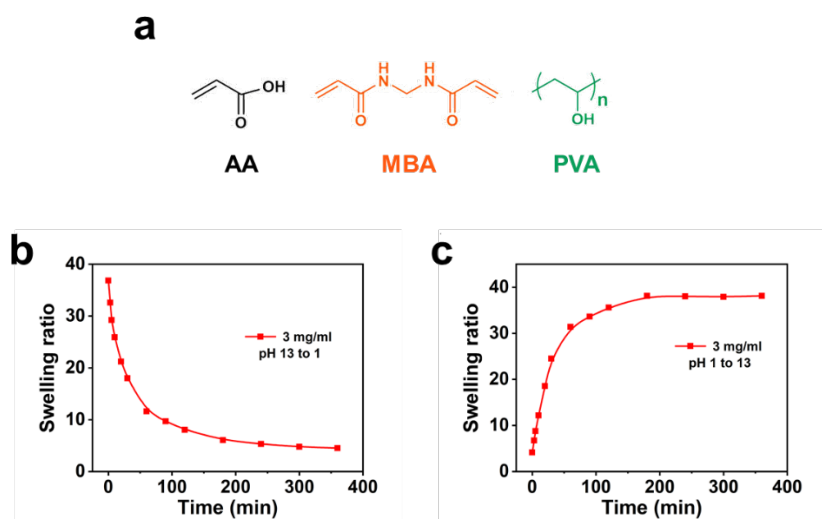 a
OH
O
H
N
H
N
O
O
n
OH
AA
MBA
PVA
b
Swelling ratio
40
30
20
10
0
3 mg/ml
pH 13 to 1
0
100
200
300
400
Time (min)
c
Swelling ratio
40
30
20
10
0
3 mg/ml
pH 1 to 13
0
100
200
300
400
Time (min)